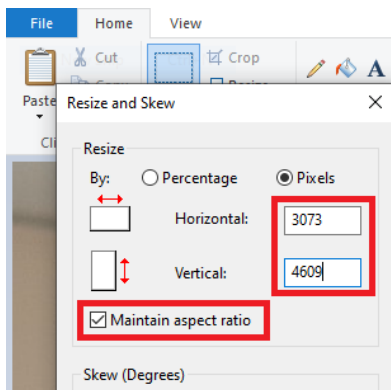 File Home View
Cut Crop
Paste
Resize and Skew
Resize
By: Percentage Pixels
Horizontal: 3073
Vertical: 4609
Maintain aspect ratio
Skew (Degrees)